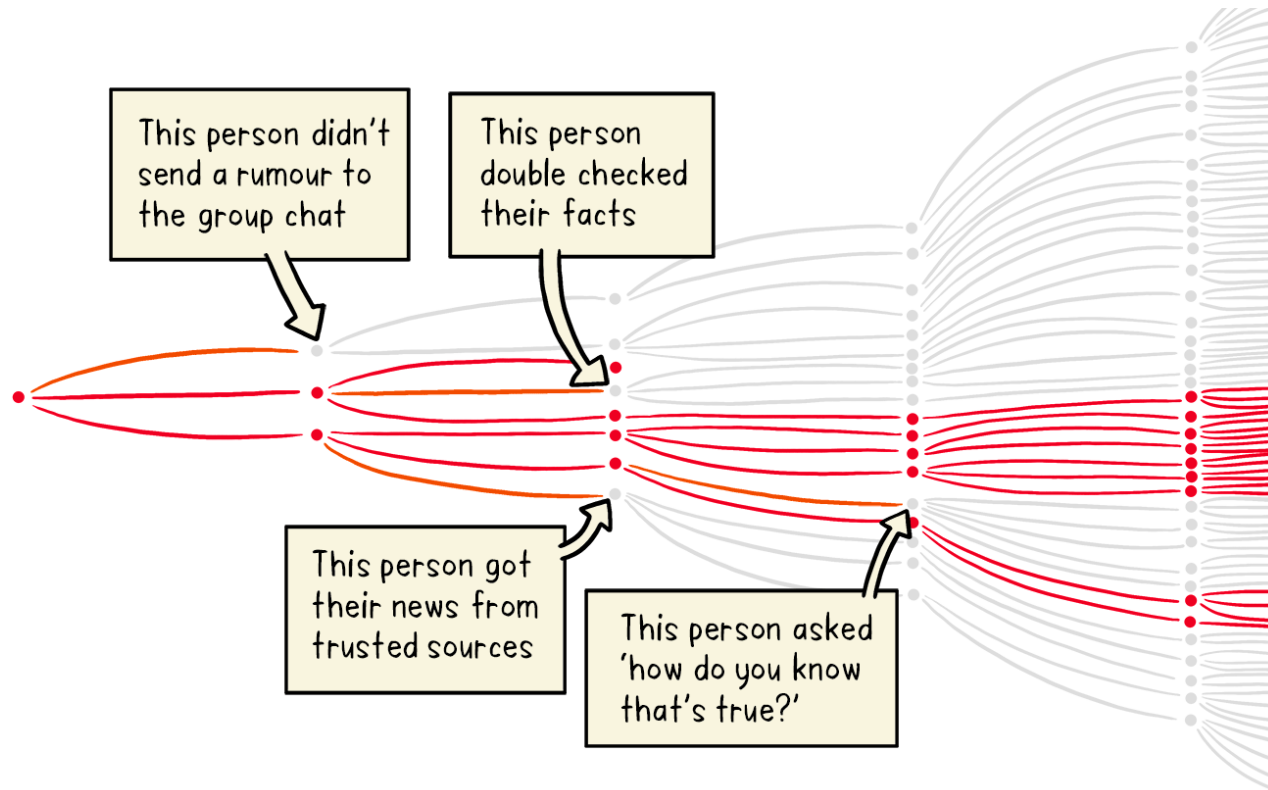 This person didn't
send a rumour to
the group chat
This person
double checked
their facts
This person got
their news from
trusted sources
This person asked
'how do you know
that's true?'